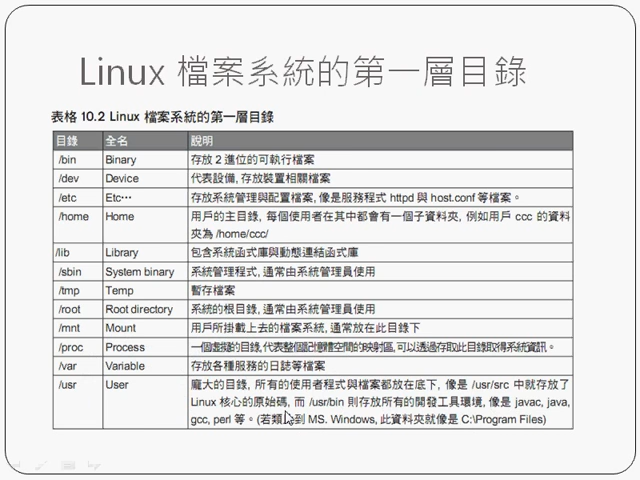 Linux 檔案系統的第一層目錄
表格 10.2 Linux 檔案系統的第一層目錄
目錄 全名 說明
/bin Binary 存放 2 進位的可執行檔案
/dev Device 代表設備, 存放裝置相關檔案
/etc Etc… 存放系統管理與配置檔案, 像是服務程式 httpd 與 host.conf 等檔案。
/home Home 用戶的主目錄, 每個使用者在其中都會有一個子資料夾, 例如用戶 ccc 的資料
夾為 /home/ccc/
/lib Library 包含系統函式庫與動態連結函式庫
/sbin System binary 系統管理程式, 通常由系統管理員使用
/tmp Temp 暫存檔案
/root Root directory 系統的根目錄, 通常由系統管理員使用
/mnt Mount 用戶所掛載上去的檔案系統, 通常放在此目錄下
/proc Process 一個虛擬的目錄, 代表整個記憶體空間的映射區, 可以透過存取此目錄取得系統資訊。
/var Variable 存放各種服務的日誌等檔案
/usr User 龐大的目錄, 所有的使用者程式與檔案都放在底下, 像是 /usr/src 中就存放了
Linux 核心的原始碼, 而 /usr/bin 則存放所有的開發工具環境, 像是 javac, java,
gcc, perl 等。(若類到 MS. Windows, 此資料夾就像是 C:\Program Files)